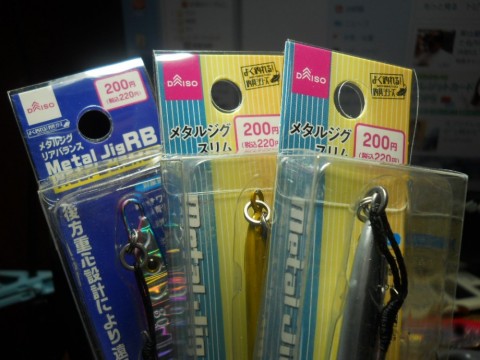 DAISO
200円
(税込220円)
メタルジグ
リアバランス
Metal JigRB
後方重心設計により
DAISO
よく釣れる!
200円
(税込220円)
メタルジグ
スリム
Metal Jig
DAISO
よく釣れる!
200円
(税込220円)
メタルジグ
スリム
Metal J